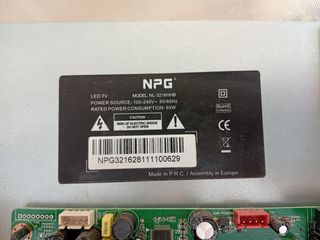 NPG
LED TV MODEL: NL-3216HHB
POWER SOURCE: 100-240V~ 50/60Hz
RATED POWER CONSUMPTION: 65W
CAUTION
RISK OF ELECTRIC SHOCK
DO NOT OPEN
NPG321628111100629
Made in P.R.C. / Assembly in Europe